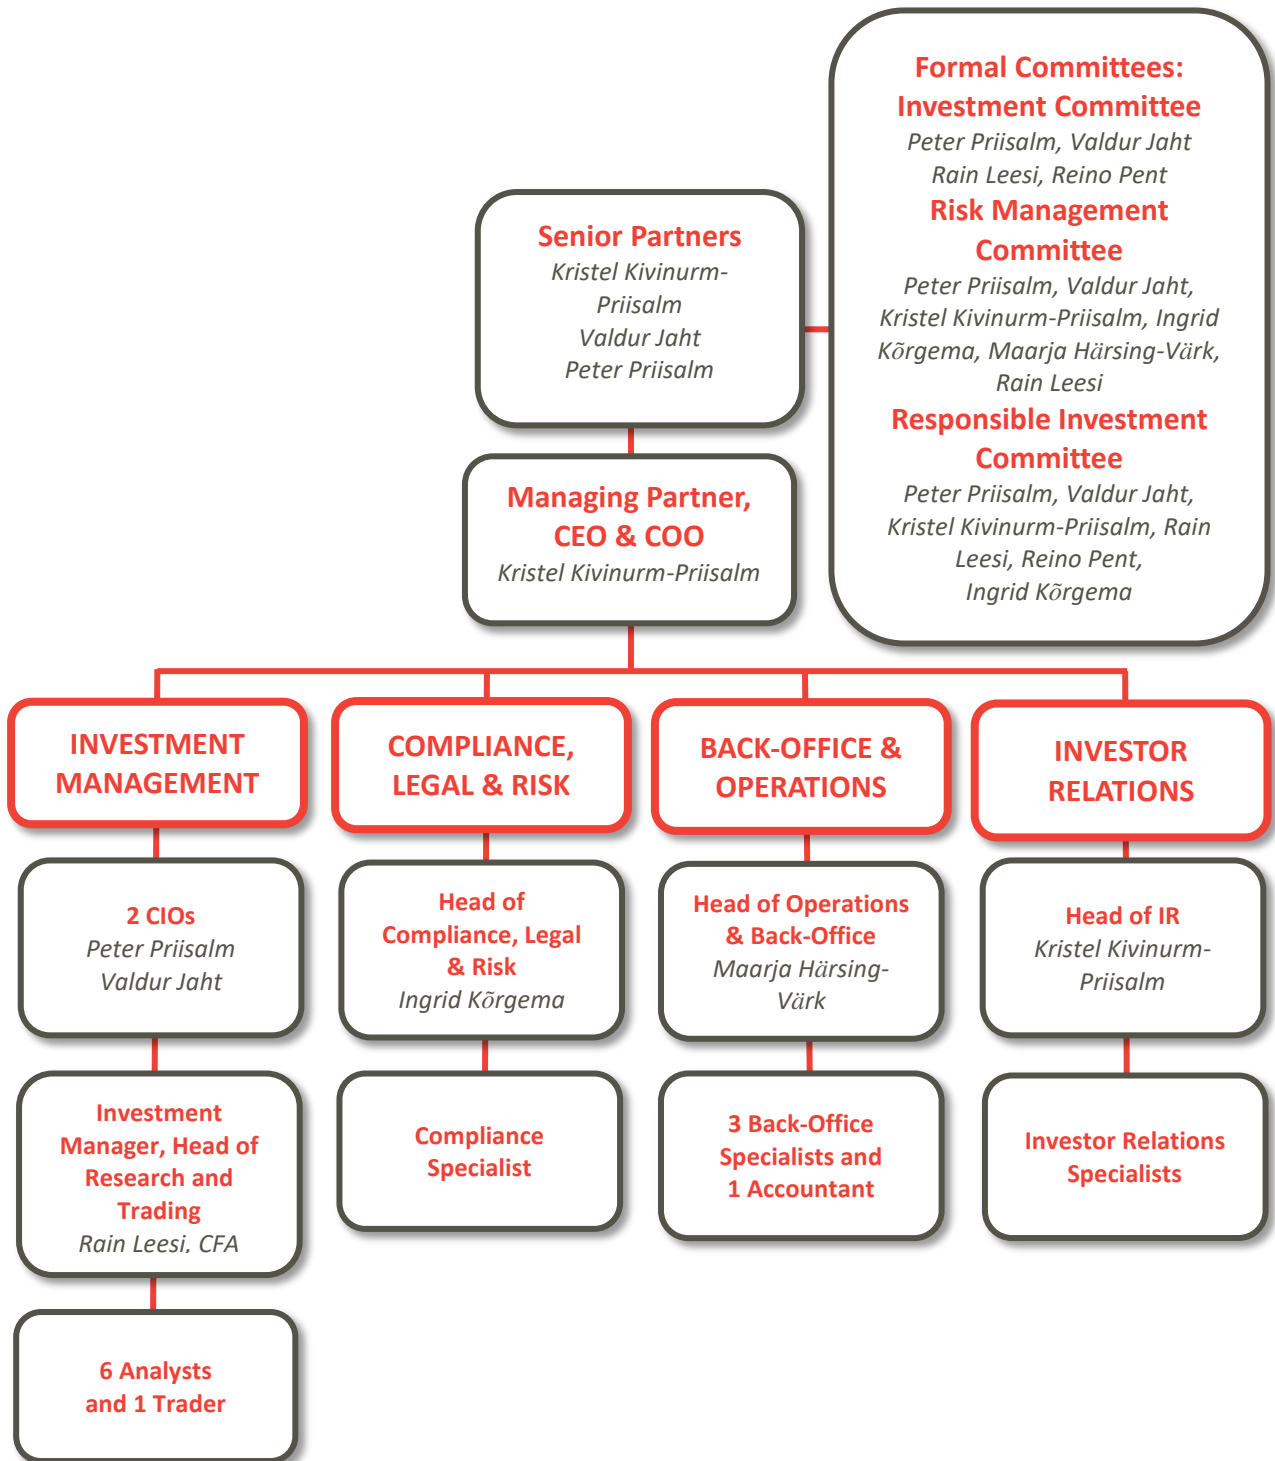 Formal Committees:
Investment Committee
Peter Priisalm, Valdur Jaht
Rain Leesi, Reino Pent
Risk Management
Committee
Peter Priisalm, Valdur Jaht,
Kristel Kivinurm-Priisalm, Ingrid
Kõrgema, Maarja Härsing-Värk,
Rain Leesi
Responsible Investment
Committee
Peter Priisalm, Valdur Jaht,
Kristel Kivinurm-Priisalm, Rain
Leesi, Reino Pent,
Ingrid Kõrgema
Senior Partners
Kristel Kivinurm-
Priisalm
Valdur Jaht
Peter Priisalm
Managing Partner,
CEO & COO
Kristel Kivinurm-Priisalm
INVESTMENT
MANAGEMENT
COMPLIANCE,
LEGAL & RISK
BACK-OFFICE &
OPERATIONS
INVESTOR
RELATIONS
2 CIOs
Peter Priisalm
Valdur Jaht
Head of
Compliance, Legal
& Risk
Ingrid Kõrgema
Head of Operations
& Back-Office
Maarja Härsing-
Värk
Head of IR
Kristel Kivinurm-
Priisalm
Investment
Manager, Head of
Research and
Trading
Rain Leesi, CFA
Compliance
Specialist
3 Back-Office
Specialists and
1 Accountant
Investor Relations
Specialists
6 Analysts
and 1 Trader